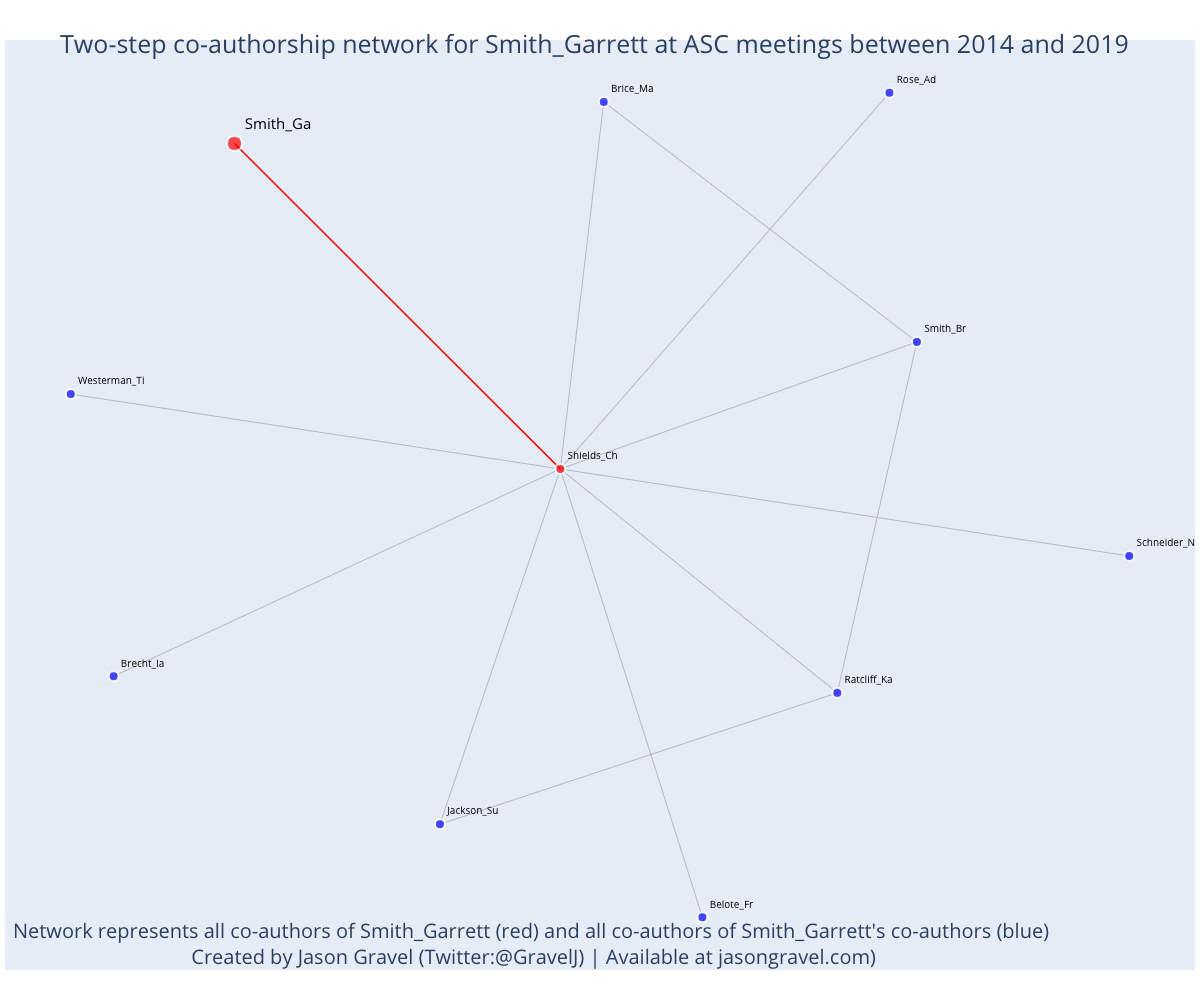 Two-step co-authorship network for Smith_Garrett at ASC meetings between 2014 and 2019
Rose_Ad
Brice_Ma
Smith_Ga
Smith_Br
Westerman_Ti
Shields_Ch
Schneider_N
Brecht_Ia
Ratcliff_Ka
Jackson_Su
Belote_Fr
Network represents all co-authors of Smith_Garrett (red) and all co-authors of Smith_Garrett's co-authors (blue)
Created by Jason Gravel (Twitter:@GravelJ) | Available at jasongravel.com)